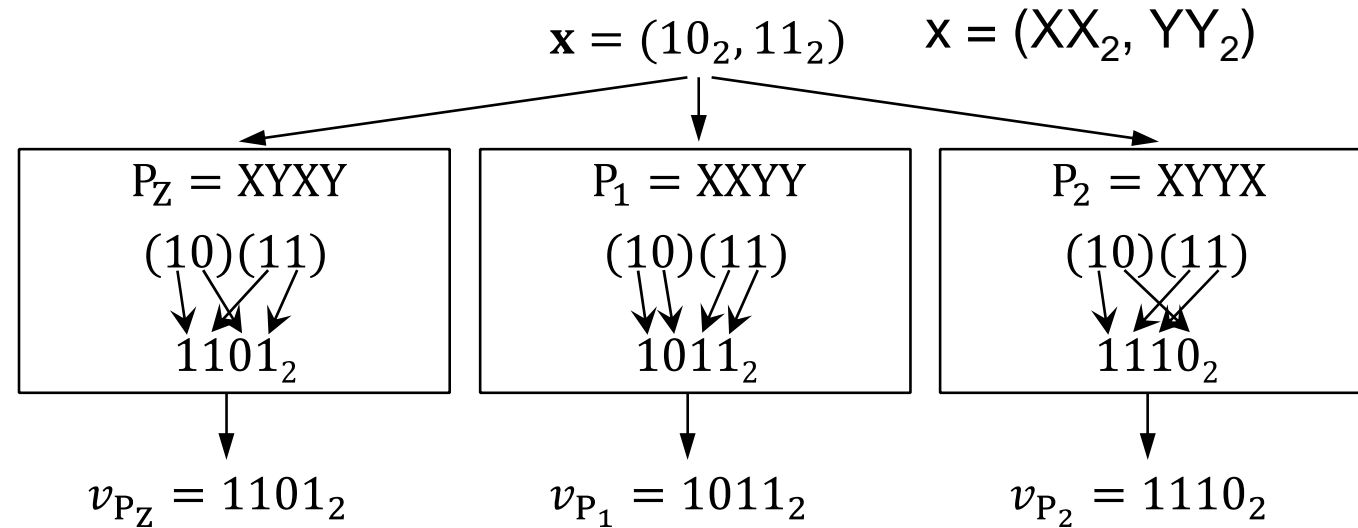 𝐱 = (10₂, 11₂) x = (XX₂, YY₂)
P_Z = XYXY P₁ = XXYY P₂ = XYYX
(10)(11) (10)(11) (10)(11)
1101₂ 1011₂ 1110₂
v_{P_Z} = 1101₂ v_{P₁} = 1011₂ v_{P₂} = 1110₂